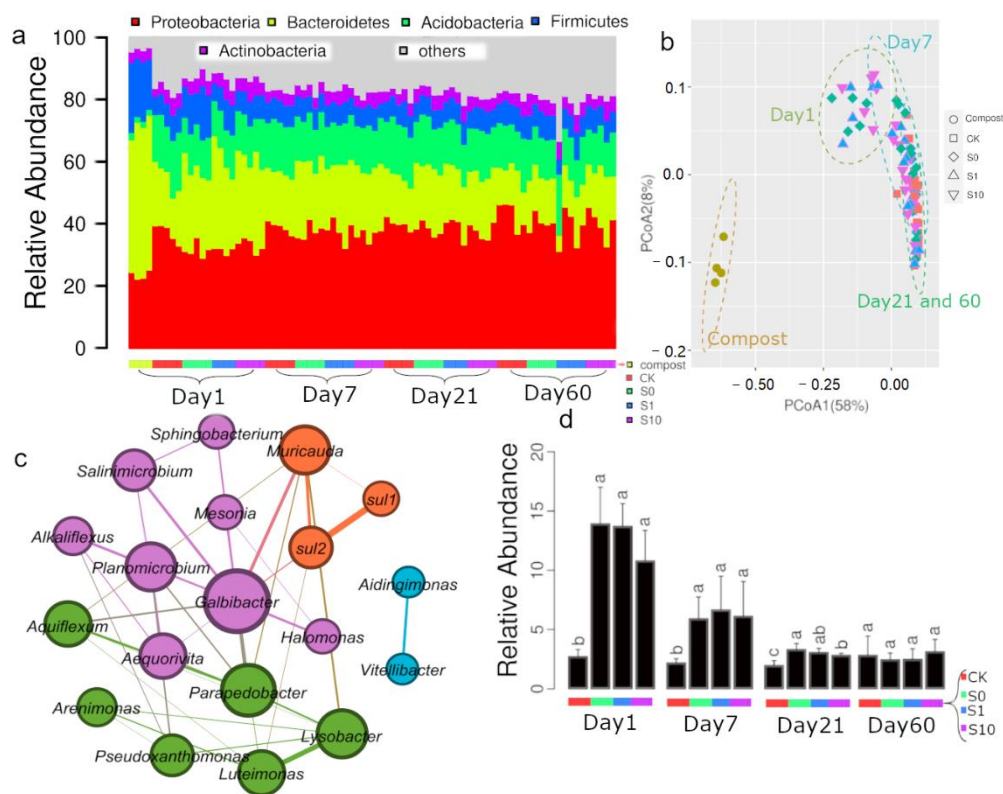 a
Proteobacteria Bacteroidetes Acidobacteria Firmicutes
Actinobacteria others
Relative Abundance
100
80
60
40
20
0
Day1 Day7 Day21 Day60
compost
CK
S0
S1
S10
b
Day7
Day1
Day21 and 60
Compost
PCoA2(8%)
0.1
0.0
- 0.1
- 0.2
- 0.50 - 0.25 0.00
PCoA1(58%)
Compost
CK
S0
S1
S10
c
Sphingobacterium
Muricauda
Salinimicrobium
sul1
Mesonia
Alkaliflexus
sul2
Planomicrobium
Aidingimonas
Galbibacter
Aquiflexum
Halomonas
Aequorivita
Vitellibacter
Parapedobacter
Arenimonas
Lysobacter
Pseudoxanthomonas
Luteimonas
d
Relative Abundance
20
15
10
5
0
b a a a
b a a a
c a ab b
a a a a
Day1 Day7 Day21 Day60
CK
S0
S1
S10